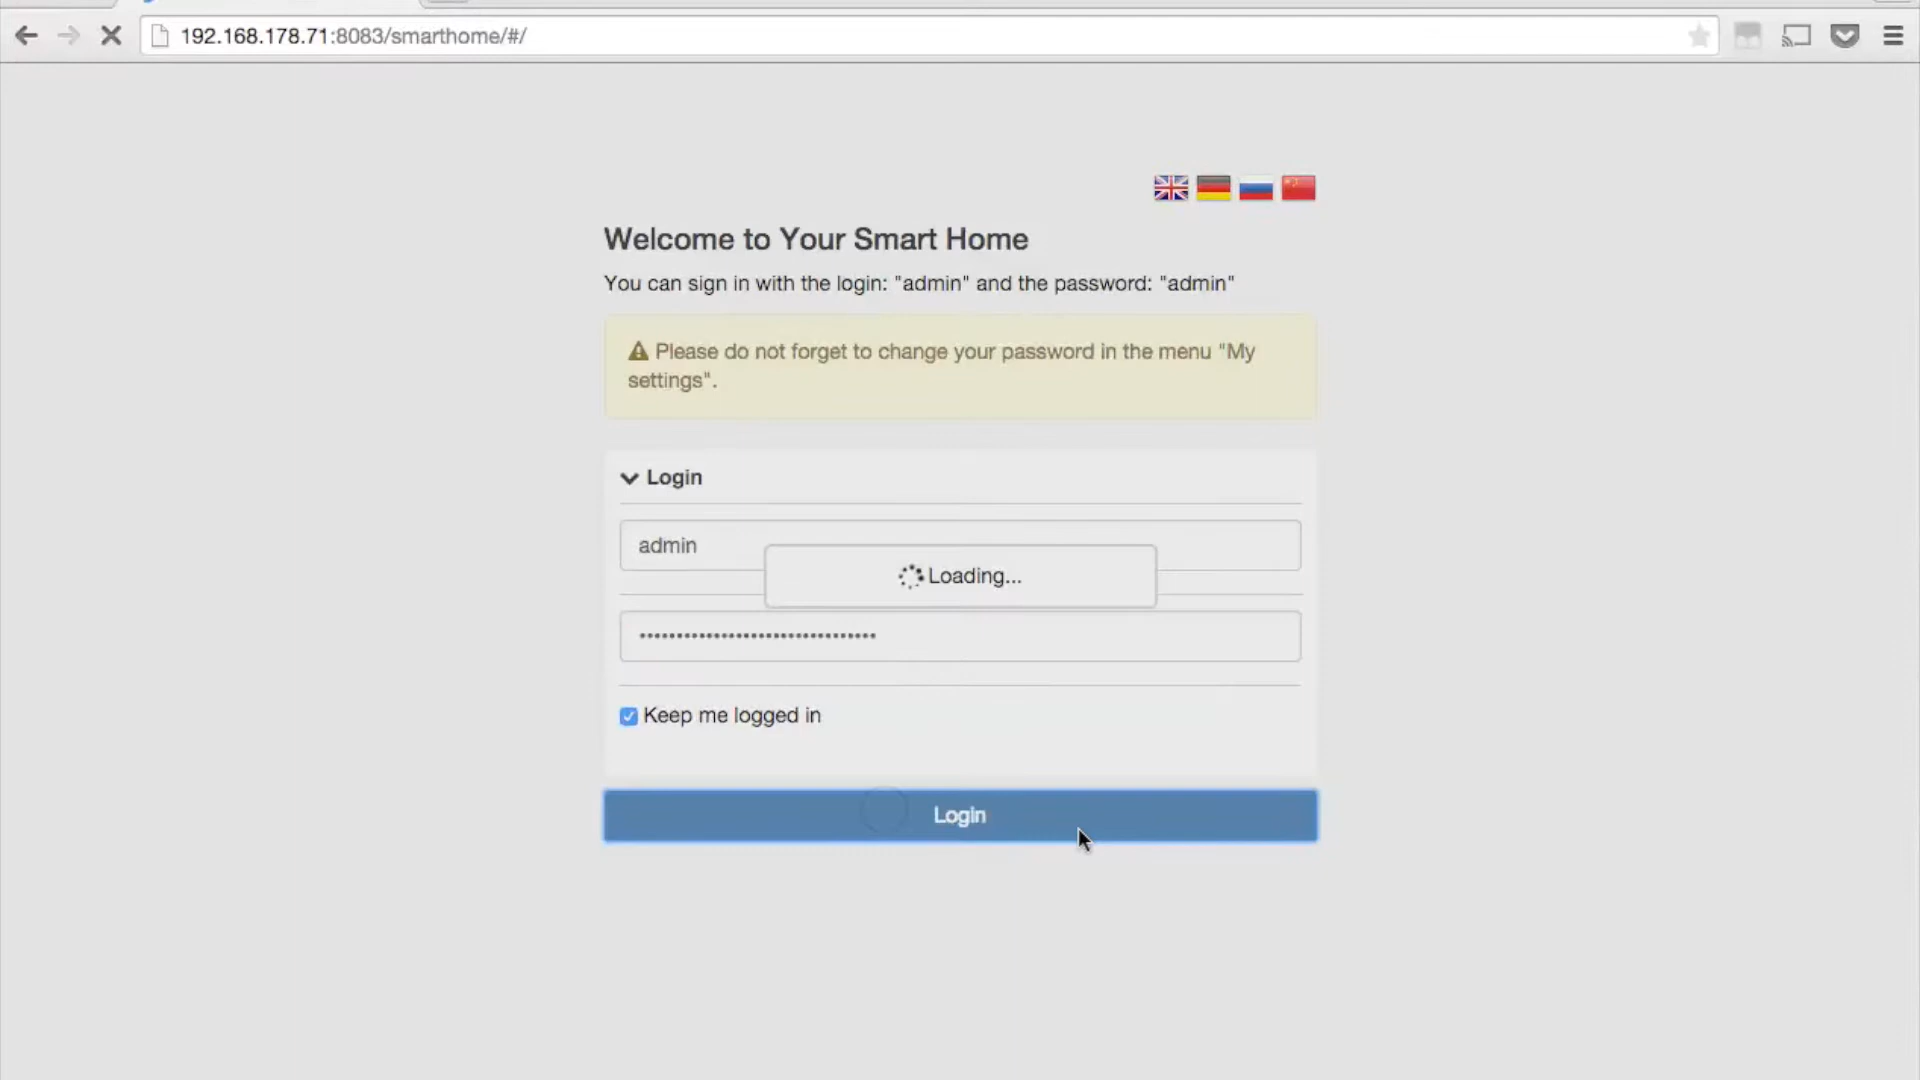 192.168.178.71:8083/smarthome/#/
Welcome to Your Smart Home
You can sign in with the login: "admin" and the password: "admin"
Please do not forget to change your password in the menu "My
settings".
Login
admin
Loading...
Keep me logged in
Login